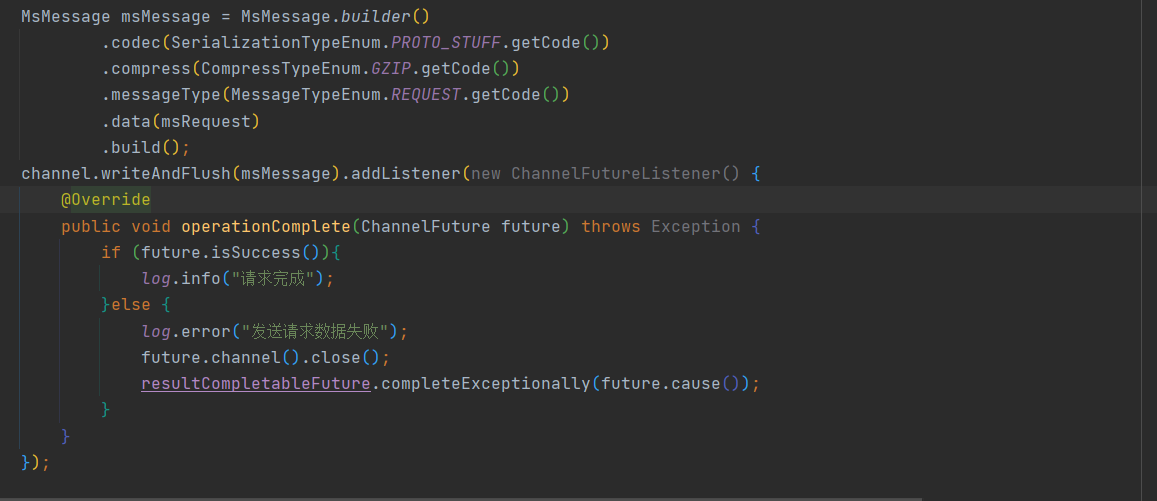 MsMessage msMessage = MsMessage.builder()
        .codec(SerializationTypeEnum.PROTO_STUFF.getCode())
        .compress(CompressTypeEnum.GZIP.getCode())
        .messageType(MessageTypeEnum.REQUEST.getCode())
        .data(msRequest)
        .build();
channel.writeAndFlush(msMessage).addListener(new ChannelFutureListener() {
    @Override
    public void operationComplete(ChannelFuture future) throws Exception {
        if (future.isSuccess()){
            log.info("请求完成");
        }else {
            log.error("发送请求数据失败");
            future.channel().close();
            resultCompletableFuture.completeExceptionally(future.cause());
        }
    }
});